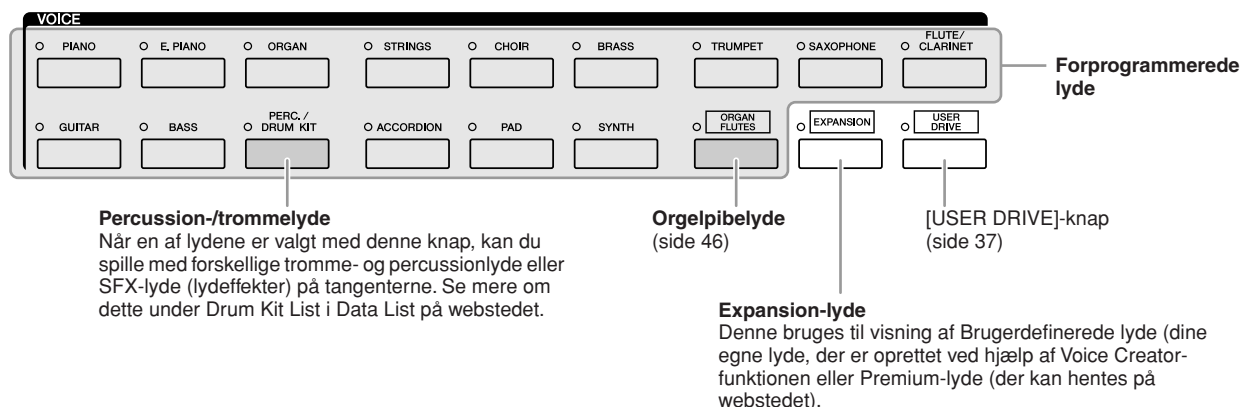 VOICE
PIANO
E. PIANO
ORGAN
STRINGS
CHOIR
BRASS
TRUMPET
SAXOPHONE
FLUTE/
CLARINET
Forprogrammerede
lyde
GUITAR
BASS
PERC. /
DRUM KIT
ACCORDION
PAD
SYNTH
ORGAN
FLUTES
EXPANSION
USER
DRIVE
Percussion-/trommelyde
Når en af lydene er valgt med denne knap, kan du
spille med forskellige tromme- og percussionlyde eller
SFX-lyde (lydeffekter) på tangenterne. Se mere om
dette under Drum Kit List i Data List på webstedet.
Orgelpibelyde
(side 46)
[USER DRIVE]-knap
(side 37)
Expansion-lyde
Denne bruges til visning af Brugerdefinerede lyde (dine
egne lyde, der er oprettet ved hjælp af Voice Creator-
funktionen eller Premium-lyde (der kan hentes på
webstedet).